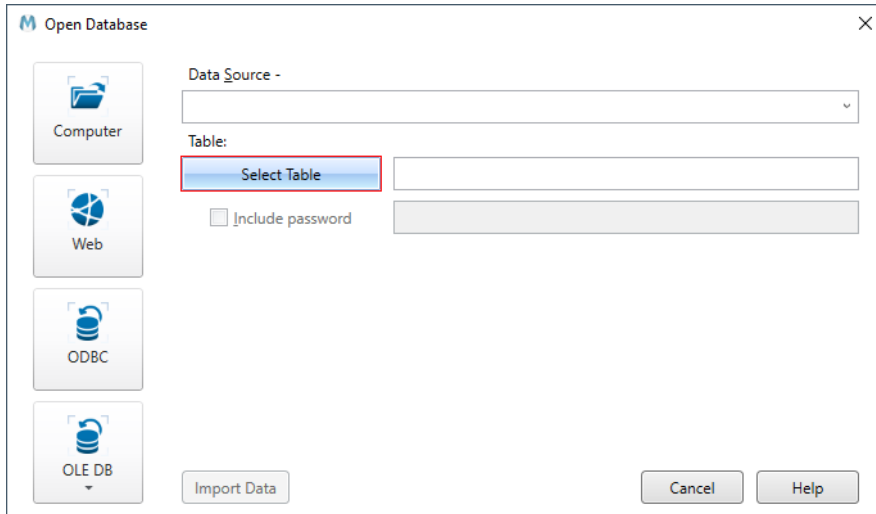 Open Database
Computer
Web
ODBC
OLE DB
Data Source -
Table:
Select Table
Include password
Import Data
Cancel
Help